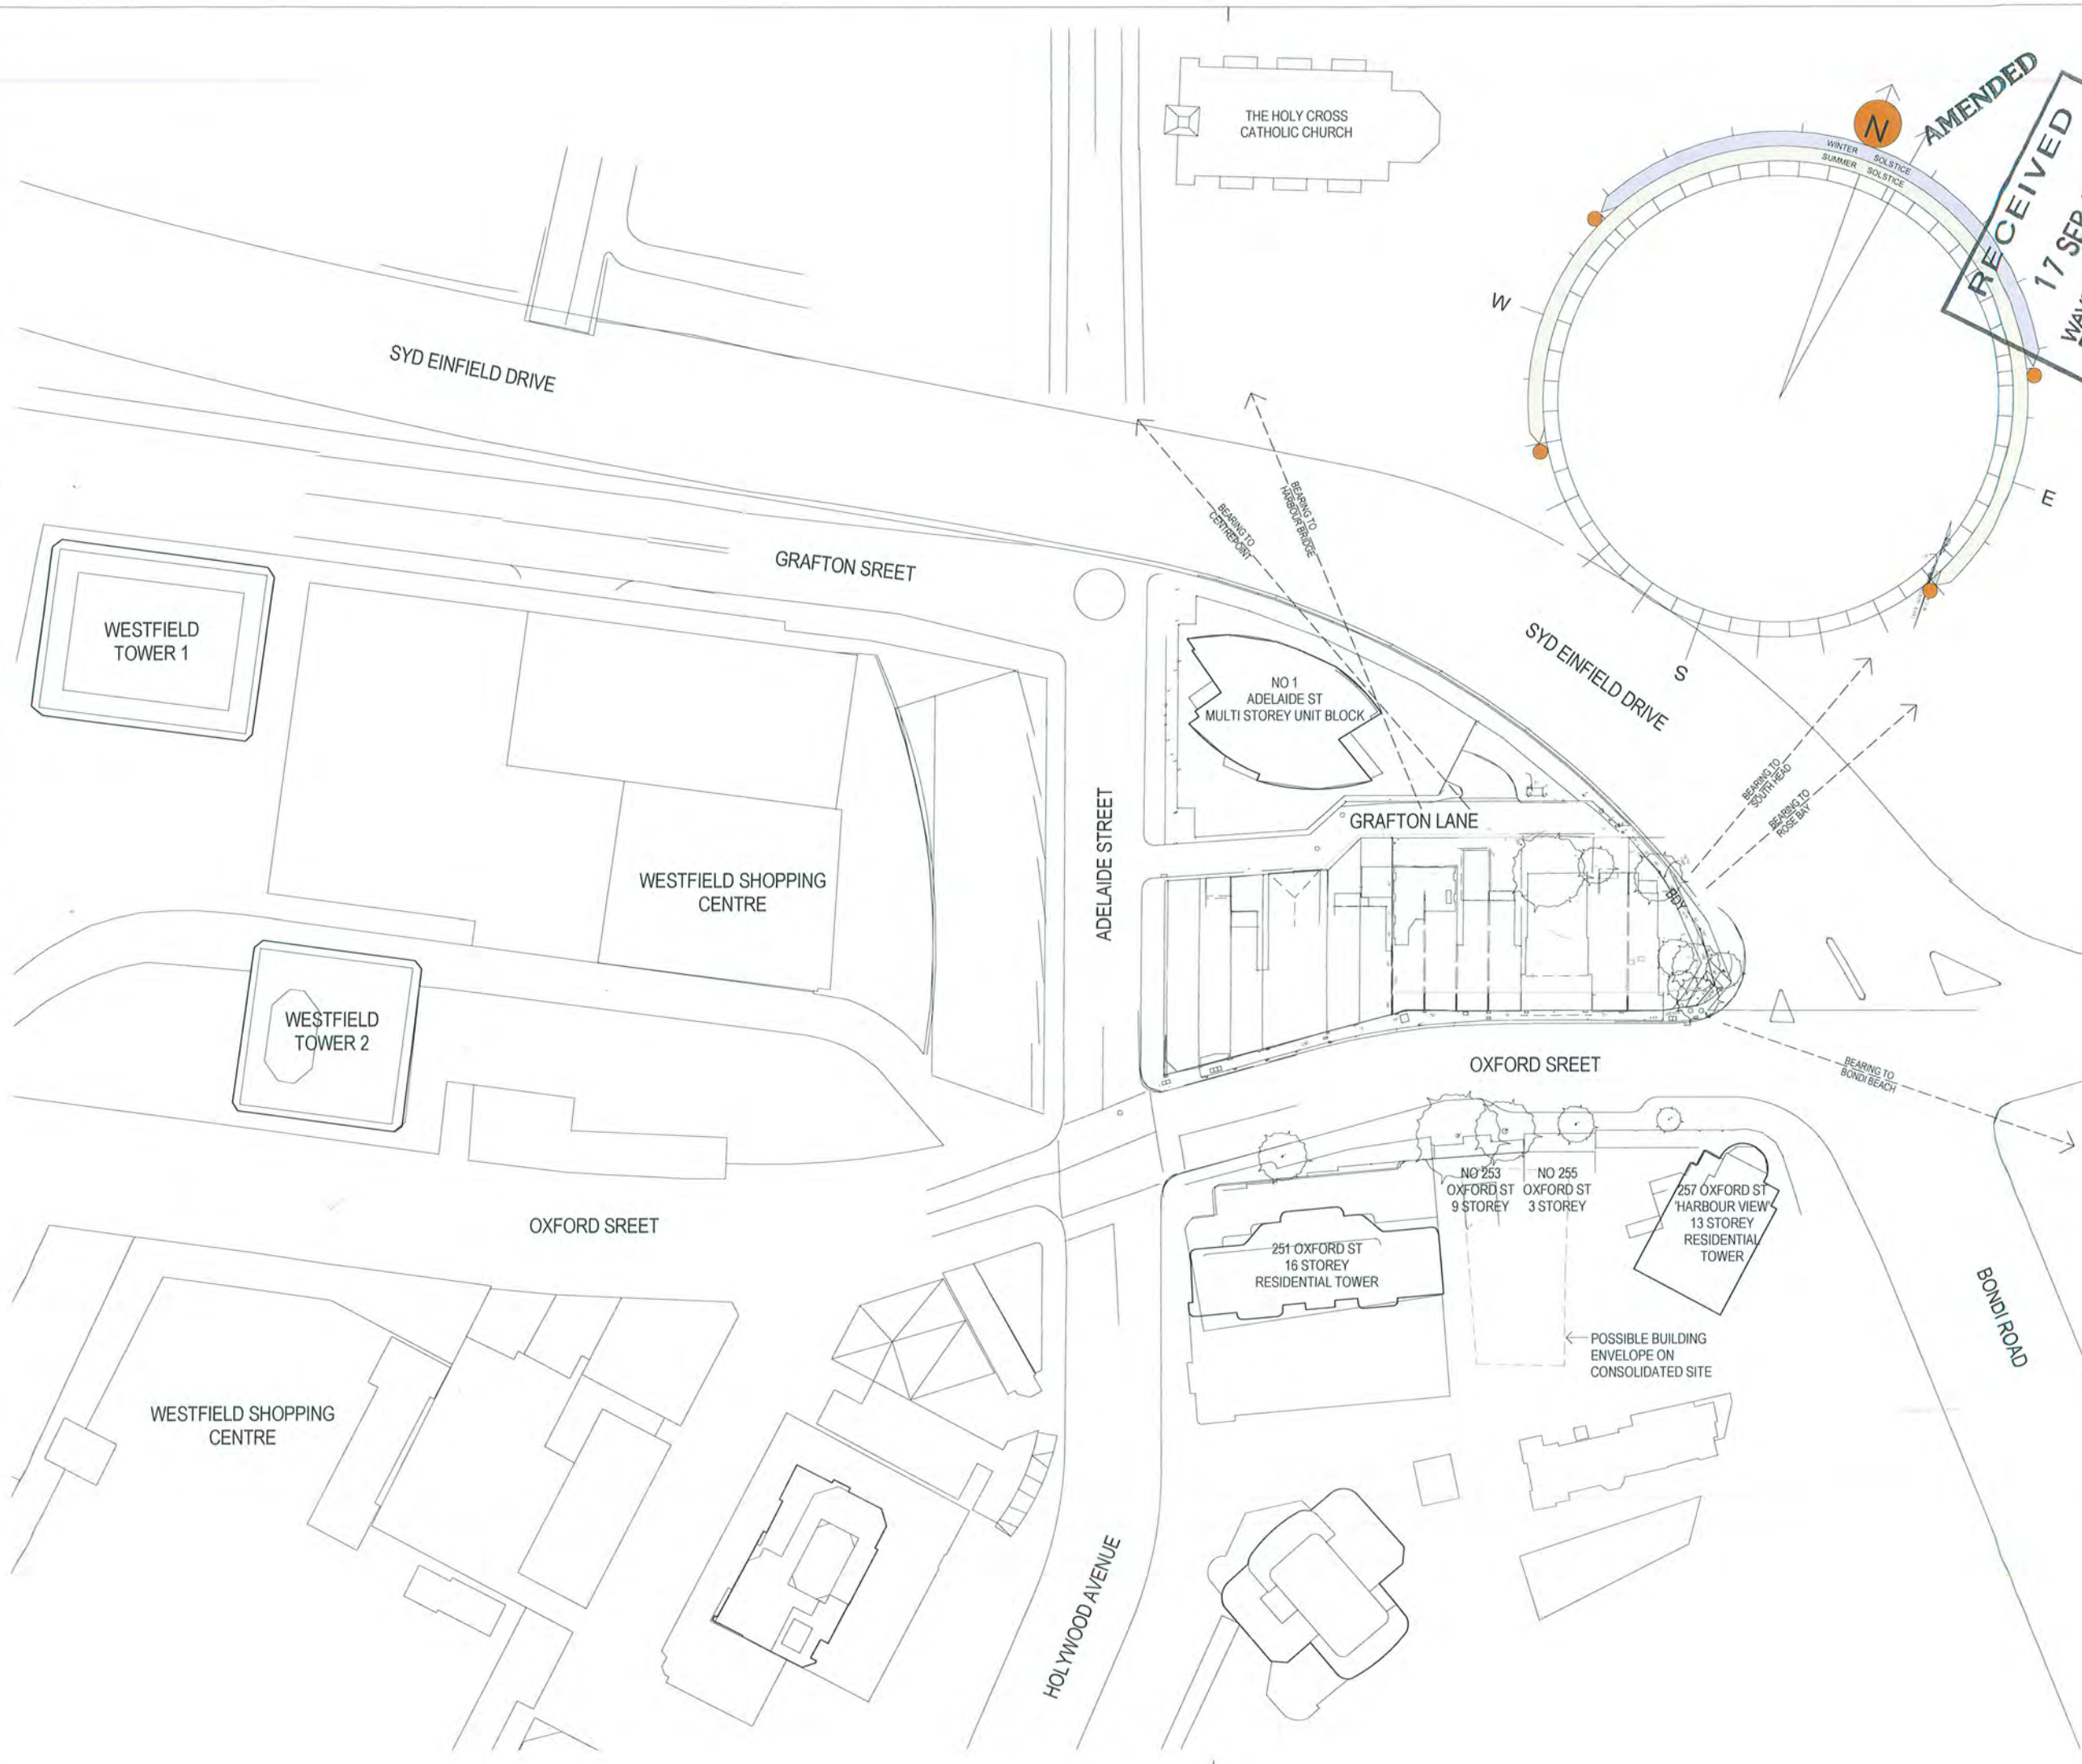 THE HOLY CROSS
CATHOLIC CHURCH
N
AMENDED
RECEIVED
17 SEP
WINTER SOLSTICE
SUMMER SOLSTICE
W
E
S
SYD EINFIELD DRIVE
BEARING TO
CENTREPOINT
BEARING TO
HARBOUR BRIDGE
GRAFTON SREET
WESTFIELD
TOWER 1
NO 1
ADELAIDE ST
MULTI STOREY UNIT BLOCK
SYD EINFIELD DRIVE
BEARING TO
SOUTH HEAD
BEARING TO
ROSE BAY
GRAFTON LANE
ADELAIDE STREET
WESTFIELD SHOPPING
CENTRE
BDY
WESTFIELD
TOWER 2
OXFORD SREET
BEARING TO
BONDI BEACH
NO 253
OXFORD ST
9 STOREY
NO 255
OXFORD ST
3 STOREY
257 OXFORD ST
'HARBOUR VIEW'
13 STOREY
RESIDENTIAL
TOWER
OXFORD SREET
251 OXFORD ST
16 STOREY
RESIDENTIAL TOWER
BONDI ROAD
POSSIBLE BUILDING
ENVELOPE ON
CONSOLIDATED SITE
WESTFIELD SHOPPING
CENTRE
HOLYWOOD AVENUE